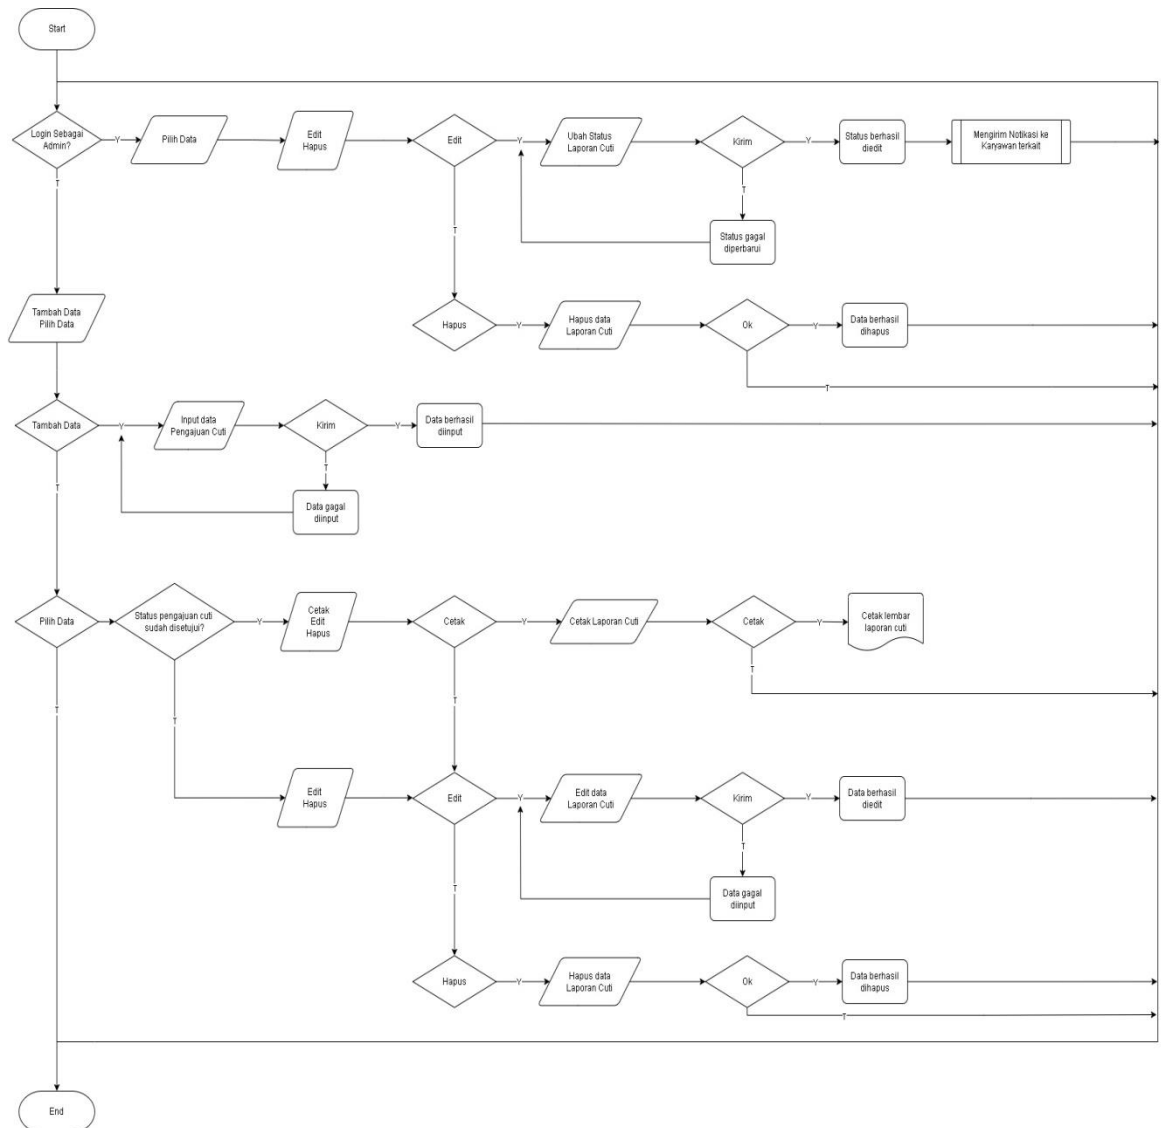 Start
Login Sebagai
Admin?
Y
Pilih Data
Edit
Hapus
Edit
Y
Ubah Status
Laporan Cuti
Kirim
Y
Status berhasil
diedit
Mengirim Notikasi ke
Karyawan terkait
T
T
T
Status gagal
diperbarui
Tambah Data
Pilih Data
Hapus
Y
Hapus data
Laporan Cuti
Ok
Y
Data berhasil
dihapus
T
Tambah Data
Y
Input data
Pengajuan Cuti
Kirim
Y
Data berhasil
diinput
T
T
Data gagal
diinput
Pilih Data
Status pengajuan cuti
sudah disetujui?
Y
Cetak
Edit
Hapus
Cetak
Y
Cetak Laporan Cuti
Cetak
Y
Cetak lembar
laporan cuti
T
T
T
T
Edit
Hapus
Edit
Y
Edit data
Laporan Cuti
Kirim
Y
Data berhasil
diedit
T
T
Data gagal
diinput
Hapus
Y
Hapus data
Laporan Cuti
Ok
Y
Data berhasil
dihapus
T
End